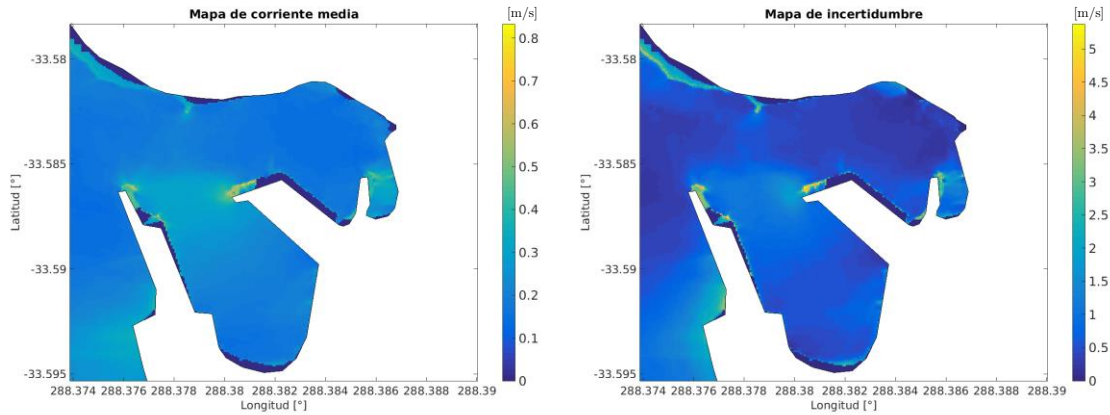 Mapa de corriente media
[m/s]
0.8
0.7
0.6
0.5
0.4
0.3
0.2
0.1
0
-33.58
-33.585
-33.59
-33.595
Latitud [°]
288.374 288.376 288.378 288.38 288.382 288.384 288.386 288.388 288.39
Longitud [°]
Mapa de incertidumbre
[m/s]
5
4.5
4
3.5
3
2.5
2
1.5
1
0.5
0
-33.58
-33.585
-33.59
-33.595
Latitud [°]
288.374 288.376 288.378 288.38 288.382 288.384 288.386 288.388 288.39
Longitud [°]